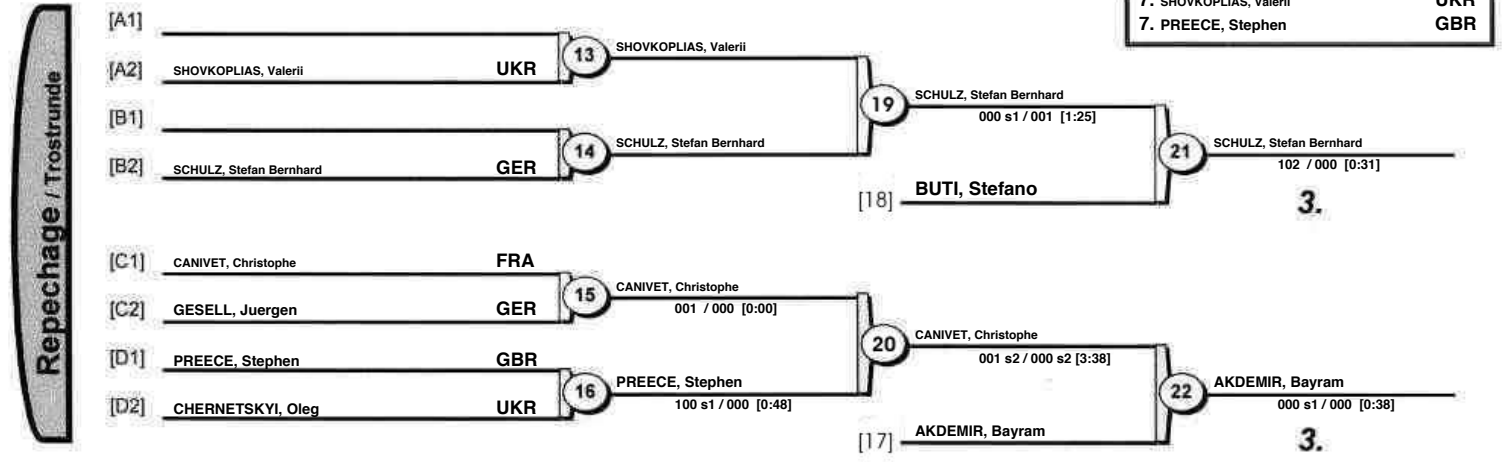 7. SHOVKOPLIAS, Valerii UKR
7. PREECE, Stephen GBR
Repechage / Trostrunde
[A1]
[A2] SHOVKOPLIAS, Valerii UKR
13 SHOVKOPLIAS, Valerii
[B1]
[B2] SCHULZ, Stefan Bernhard GER
14 SCHULZ, Stefan Bernhard
19 SCHULZ, Stefan Bernhard
000 s1 / 001 [1:25]
[18] BUTI, Stefano
21 SCHULZ, Stefan Bernhard
102 / 000 [0:31]
3.
[C1] CANIVET, Christophe FRA
[C2] GESELL, Juergen GER
15 CANIVET, Christophe
001 / 000 [0:00]
[D1] PREECE, Stephen GBR
[D2] CHERNETSKYI, Oleg UKR
16 PREECE, Stephen
100 s1 / 000 [0:48]
20 CANIVET, Christophe
001 s2 / 000 s2 [3:38]
[17] AKDEMIR, Bayram
22 AKDEMIR, Bayram
000 s1 / 000 [0:38]
3.